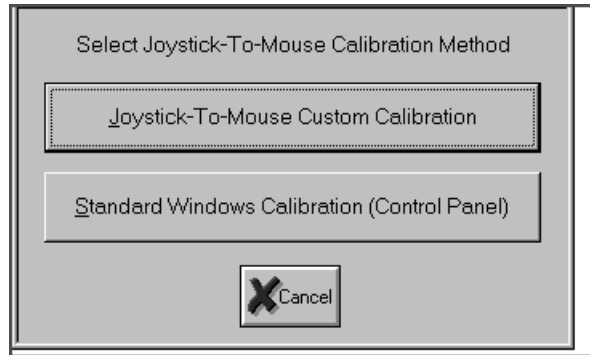 Select Joystick-To-Mouse Calibration Method
Joystick-To-Mouse Custom Calibration
Standard Windows Calibration (Control Panel)
Cancel